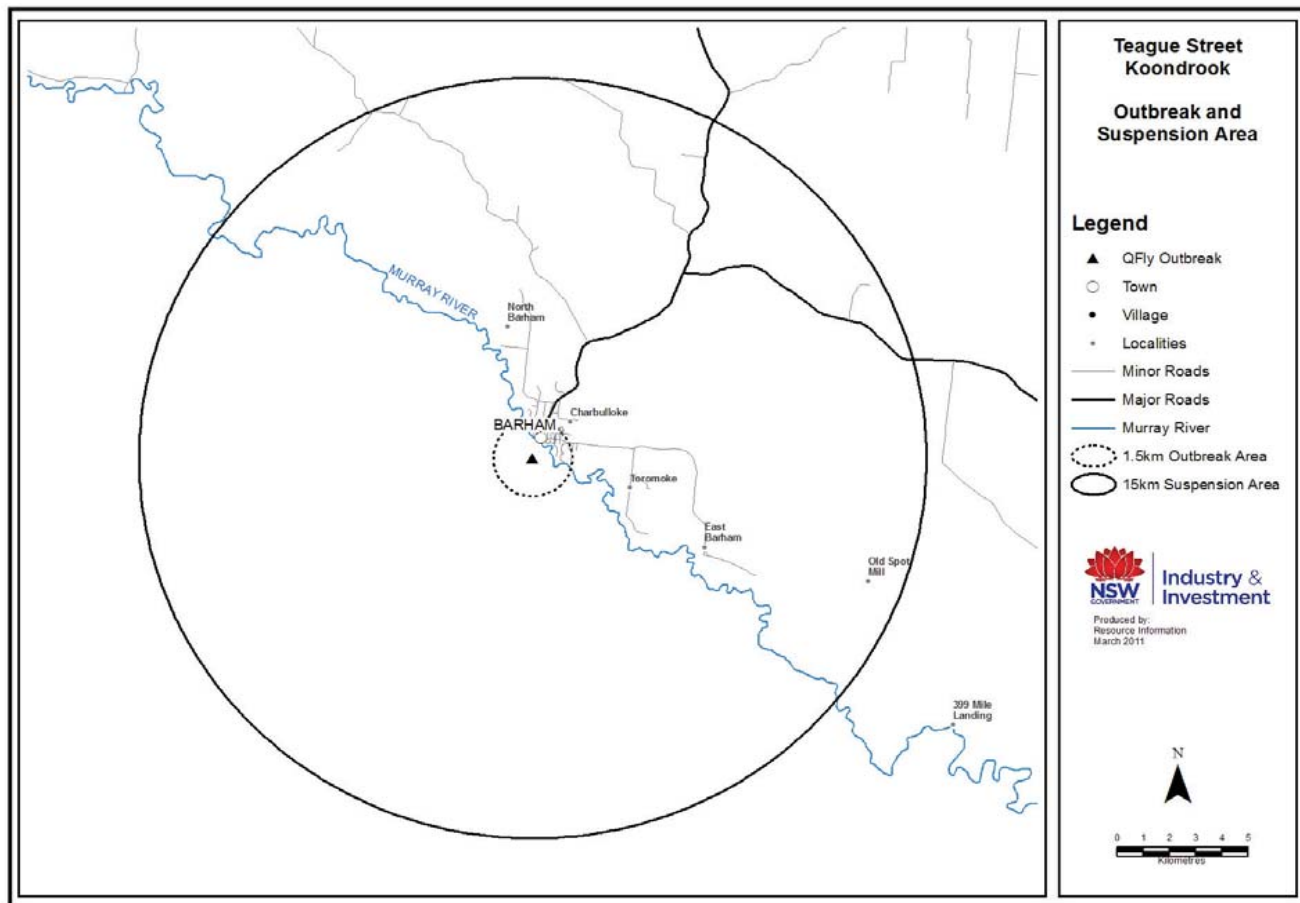 Teague Street
Koondrook
Outbreak and
Suspension Area
Legend
QFly Outbreak
Town
Village
Localities
Minor Roads
Major Roads
Murray River
1.5km Outbreak Area
15km Suspension Area
NSW
GOVERNMENT
Industry &
Investment
Produced by:
Resource Information
March 2011
N
0 1 2 3 4 5
Kilometres
MURRAY RIVER
North
Barham
Charbulloke
BARHAM
Toromoke
East
Barham
Old Spot
Mill
399 Mile
Landing